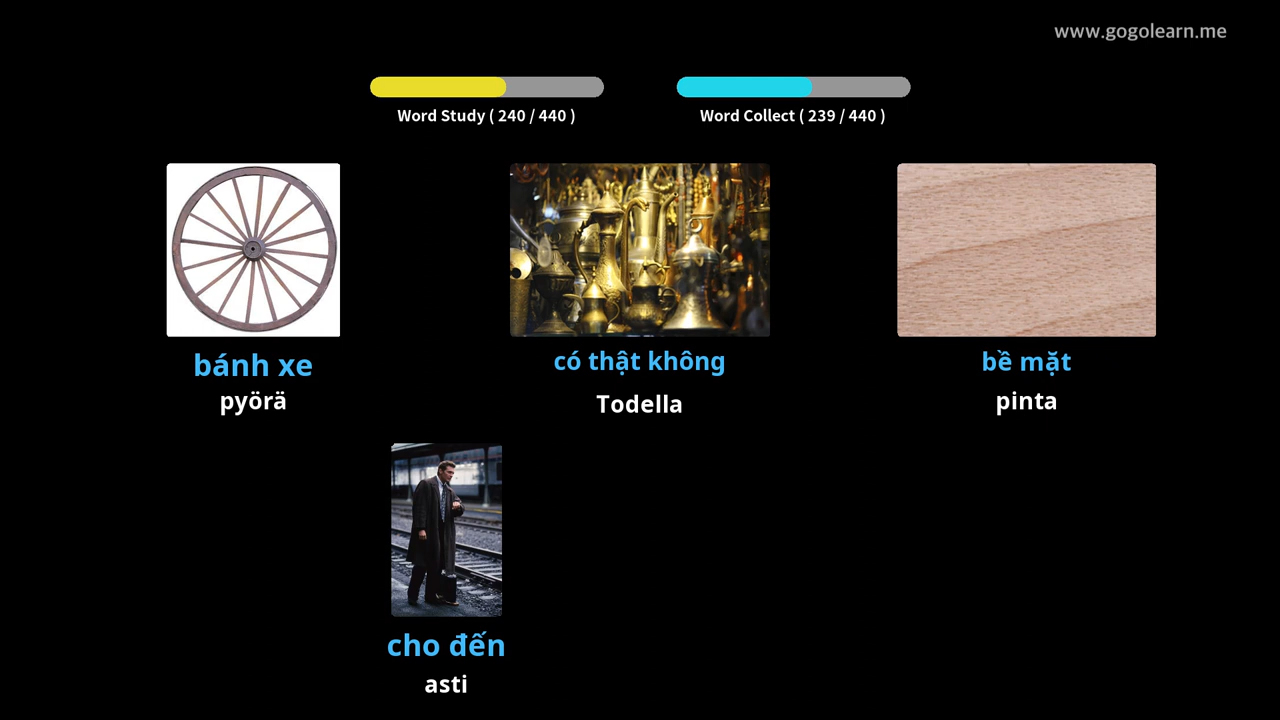 www.gogolearn.me
Word Study ( 240 / 440 )
Word Collect ( 239 / 440 )
bánh xe
pyörä
có thật không
Todella
bề mặt
pinta
cho đến
asti